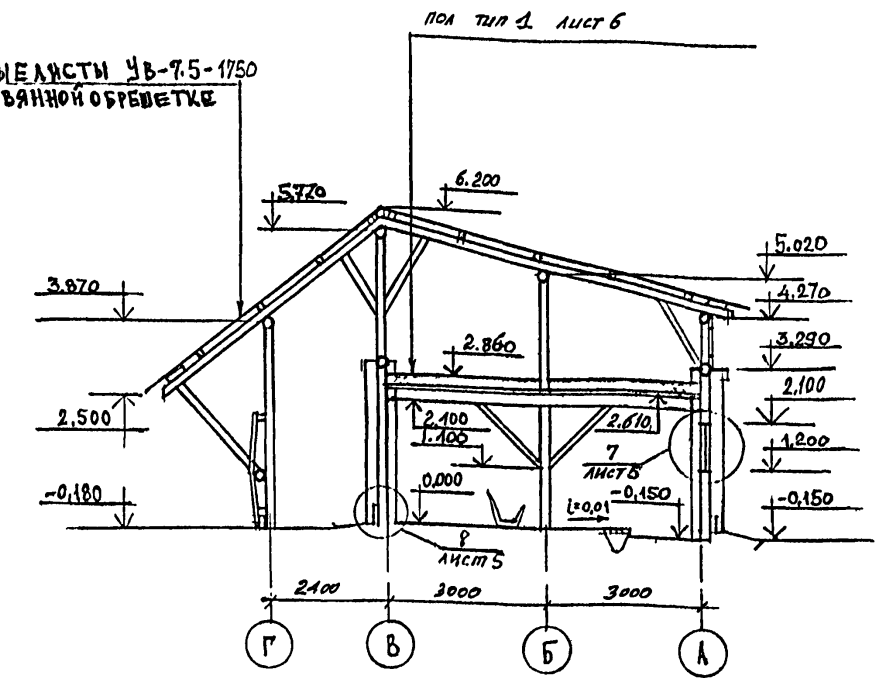 ПОЛ ТИП 1 ЛИСТ 6
ЫЕ ЛИСТЫ УВ-7.5-1750
ВЯННОЙ ОБРЕШЕТКЕ
6.200
5,720
5.020
3.870
4.270
3.290
2.860
2,100
2,500
2.400
2.610
1.100
7
ЛИСТ 5
1,200
0,000
-0,180
-0,150
-0,150
i=0,01
8
ЛИСТ 5
2400
3000
3000
Г
В
Б
А